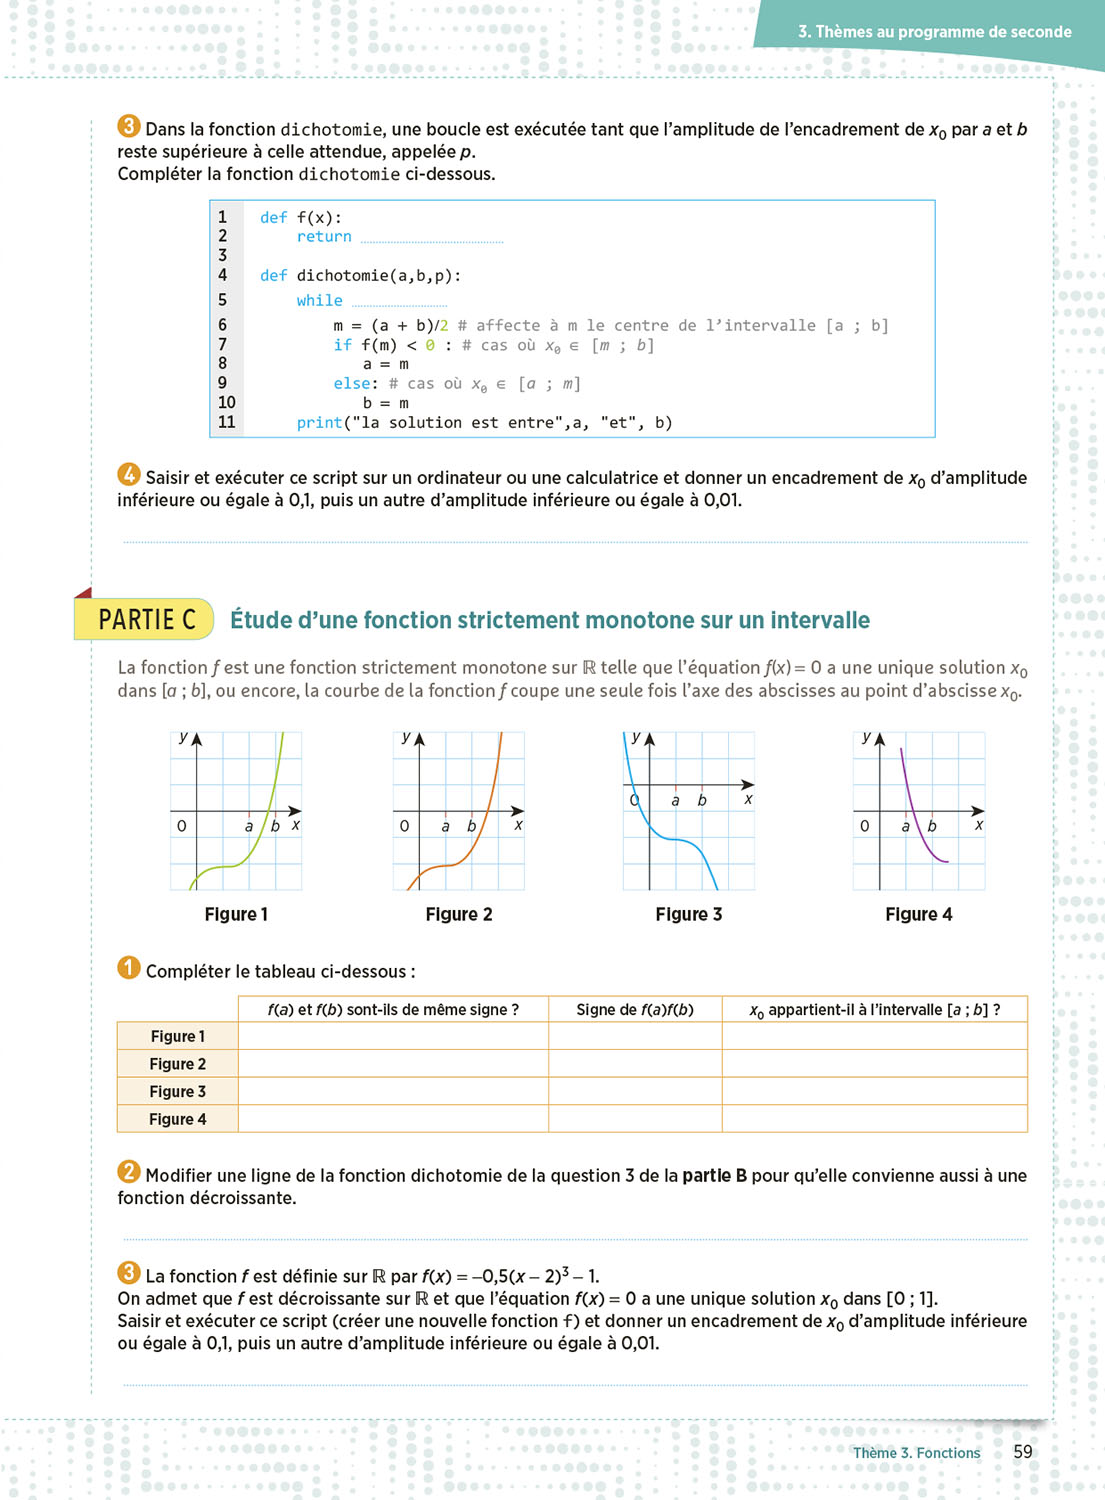 3. Thèmes au programme de seconde
3 Dans la fonction dichotomie, une boucle est exécutée tant que l’amplitude de l’encadrement de x₀ par a et b
reste supérieure à celle attendue, appelée p.
Compléter la fonction dichotomie ci-dessous.
1 def f(x):
2 return
3
4 def dichotomie(a,b,p):
5 while
6 m = (a + b)/2 # affecte à m le centre de l’intervalle [a ; b]
7 if f(m) < 0 : # cas où x₀ ∈ [m ; b]
8 a = m
9 else: # cas où x₀ ∈ [a ; m]
10 b = m
11 print("la solution est entre",a, "et", b)
4 Saisir et exécuter ce script sur un ordinateur ou une calculatrice et donner un encadrement de x₀ d’amplitude
inférieure ou égale à 0,1, puis un autre d’amplitude inférieure ou égale à 0,01.
PARTIE C Étude d’une fonction strictement monotone sur un intervalle
La fonction f est une fonction strictement monotone sur ℝ telle que l’équation f(x) = 0 a une unique solution x₀
dans [a ; b], ou encore, la courbe de la fonction f coupe une seule fois l’axe des abscisses au point d’abscisse x₀.
y y y y
O a b x O a b x O a b x O a b x
Figure 1 Figure 2 Figure 3 Figure 4
1 Compléter le tableau ci-dessous :
f(a) et f(b) sont-ils de même signe ? Signe de f(a)f(b) x₀ appartient-il à l’intervalle [a ; b] ?
Figure 1
Figure 2
Figure 3
Figure 4
2 Modifier une ligne de la fonction dichotomie de la question 3 de la partie B pour qu’elle convienne aussi à une
fonction décroissante.
3 La fonction f est définie sur ℝ par f(x) = –0,5(x – 2)³ – 1.
On admet que f est décroissante sur ℝ et que l’équation f(x) = 0 a une unique solution x₀ dans [0 ; 1].
Saisir et exécuter ce script (créer une nouvelle fonction f) et donner un encadrement de x₀ d’amplitude inférieure
ou égale à 0,1, puis un autre d’amplitude inférieure ou égale à 0,01.
Thème 3. Fonctions 59